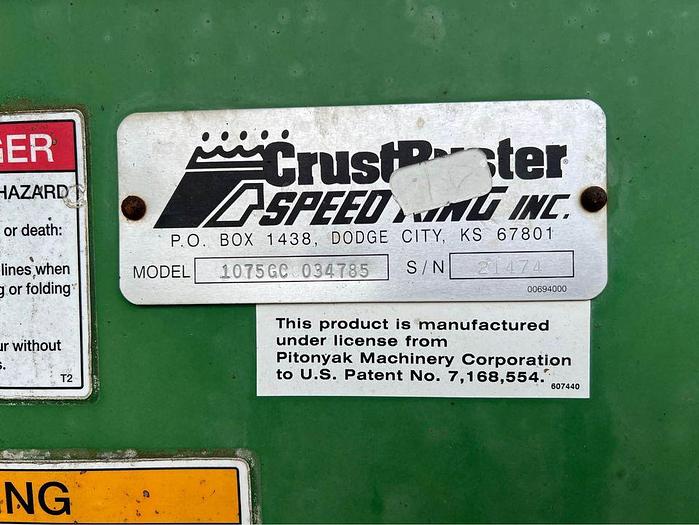 GER
HAZARD
or death:
lines when
g or folding
ur without
s.
T2
CrustBuster®
SPEED KING INC.
P.O. BOX 1438, DODGE CITY, KS 67801
MODEL 1075GC 034785 S/N 21474
00694000
This product is manufactured
under license from
Pitonyak Machinery Corporation
to U.S. Patent No. 7,168,554.
607440
NG